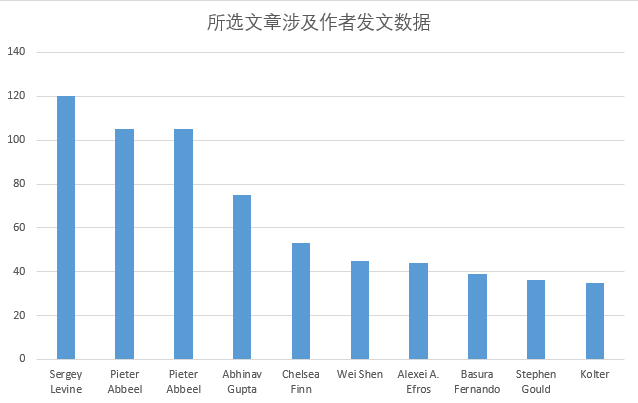 所选文章涉及作者发文数据
140
120
100
80
60
40
20
0
Sergey Levine
Pieter Abbeel
Pieter Abbeel
Abhinav Gupta
Chelsea Finn
Wei Shen
Alexei A. Efros
Basura Fernando
Stephen Gould
Kolter